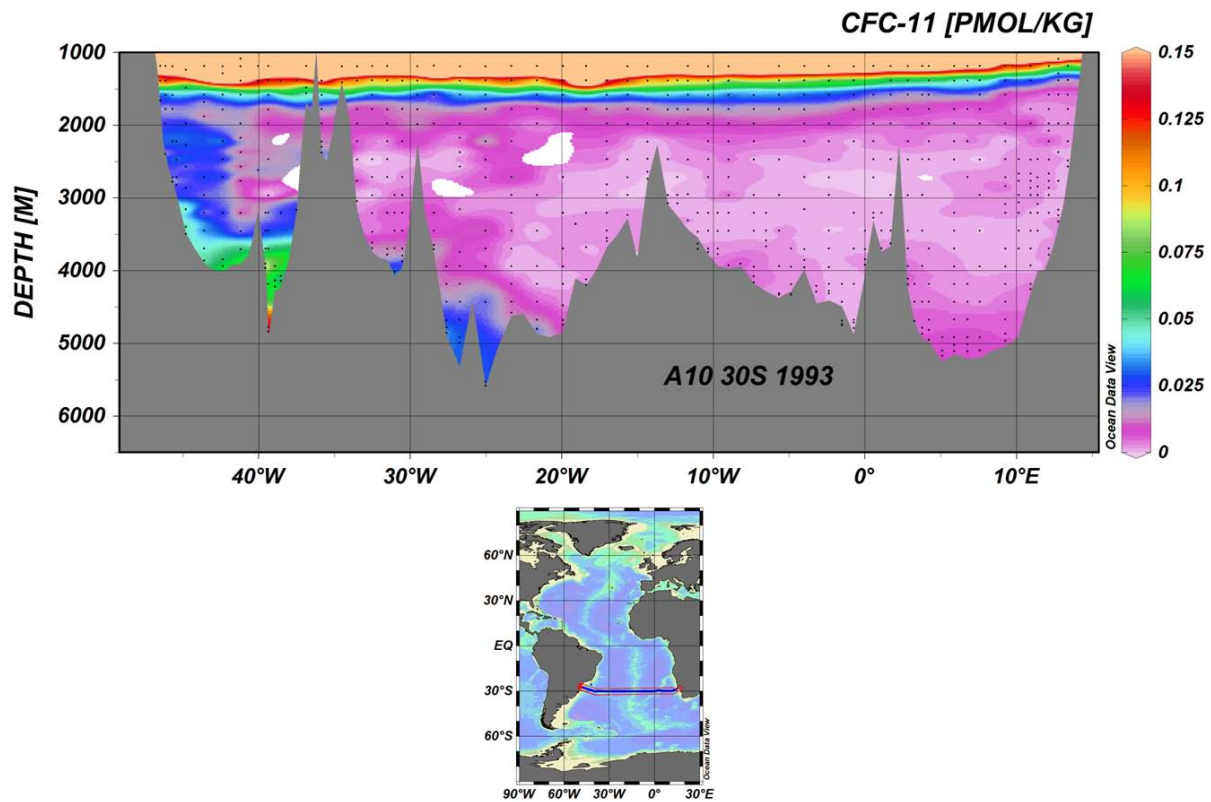 CFC-11 [PMOL/KG]
1000
2000
3000
4000
5000
6000
DEPTH [M]
40°W
30°W
20°W
10°W
0°
10°E
A10 30S 1993
Ocean Data View
0.15
0.125
0.1
0.075
0.05
0.025
0
60°N
30°N
EQ
30°S
60°S
90°W
60°W
30°W
0°
30°E
Ocean Data View